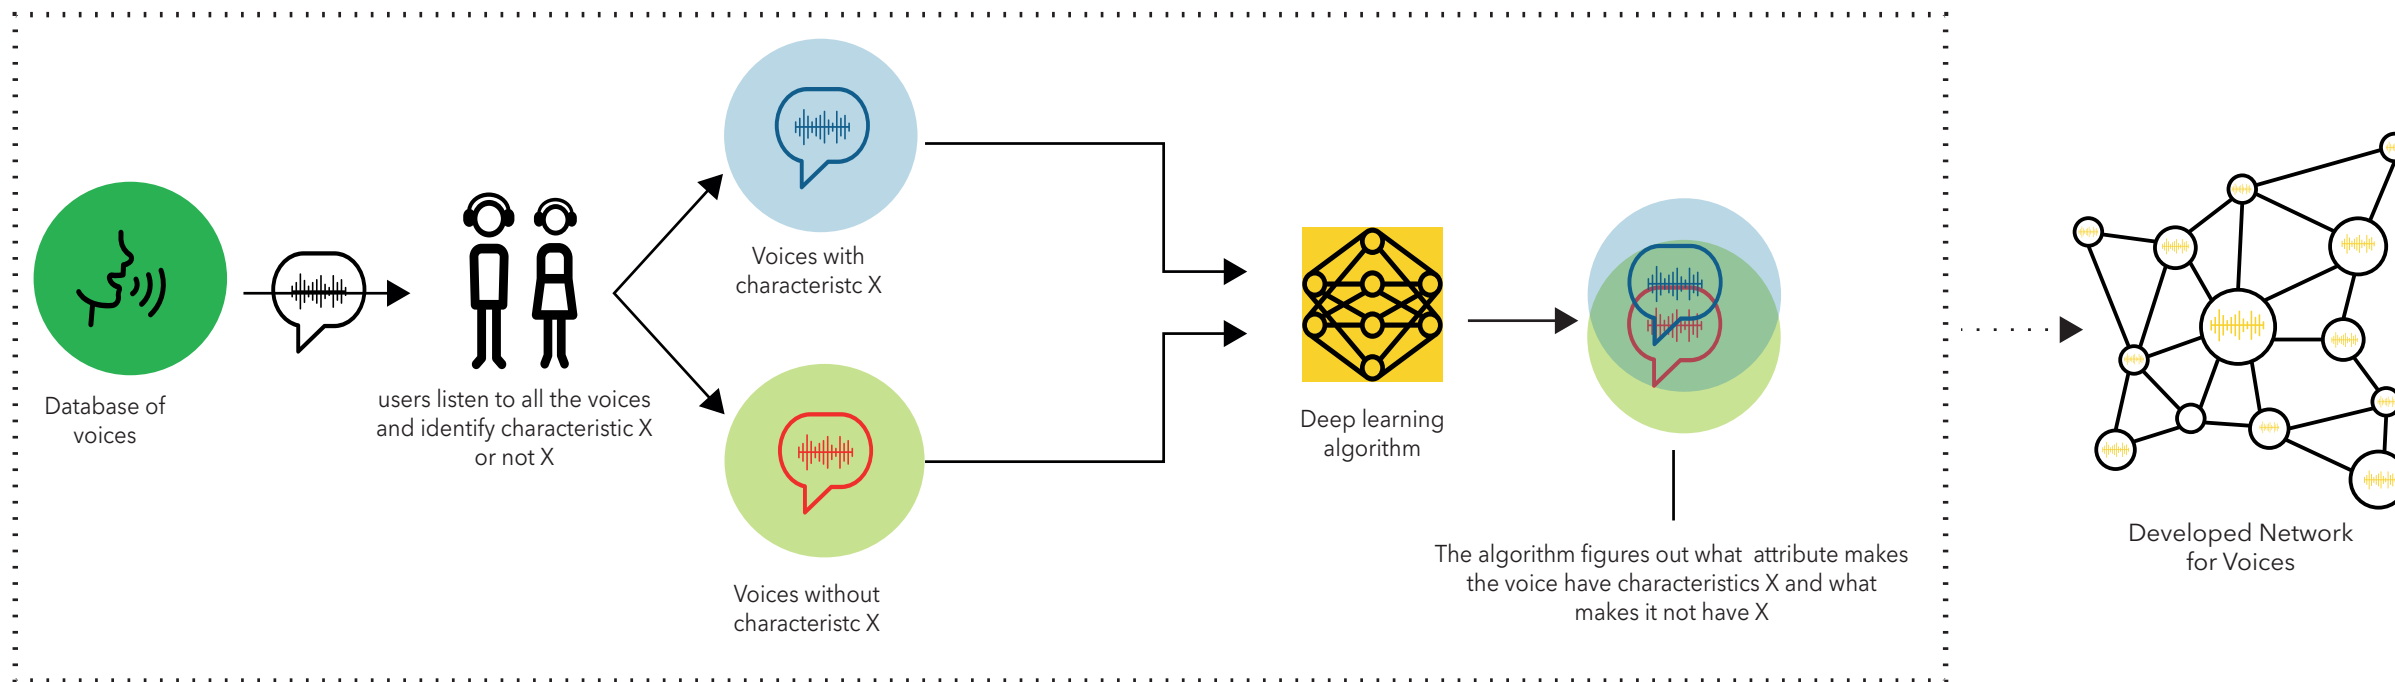 Database of
voices
users listen to all the voices
and identify characteristic X
or not X
Voices with
characteristc X
Voices without
characteristc X
Deep learning
algorithm
The algorithm figures out what attribute makes
the voice have characteristics X and what
makes it not have X
Developed Network
for Voices